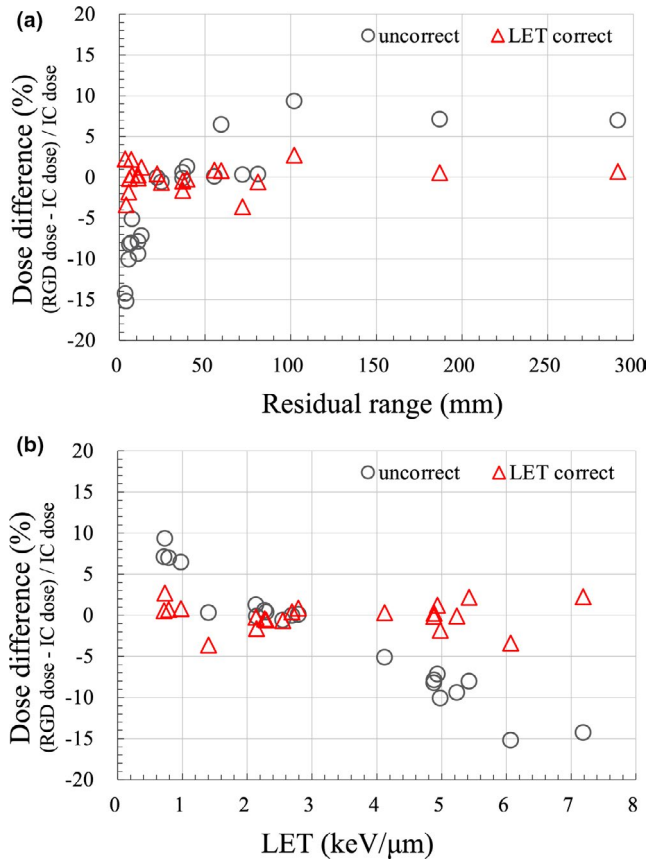 (a)
uncorrect
LET correct
Dose difference (%)
(RGD dose - IC dose) / IC dose
20
15
10
5
0
-5
-10
-15
-20
0
50
100
150
200
250
300
Residual range (mm)
(b)
uncorrect
LET correct
Dose difference (%)
(RGD dose - IC dose) / IC dose
20
15
10
5
0
-5
-10
-15
-20
0
1
2
3
4
5
6
7
8
LET (keV/μm)